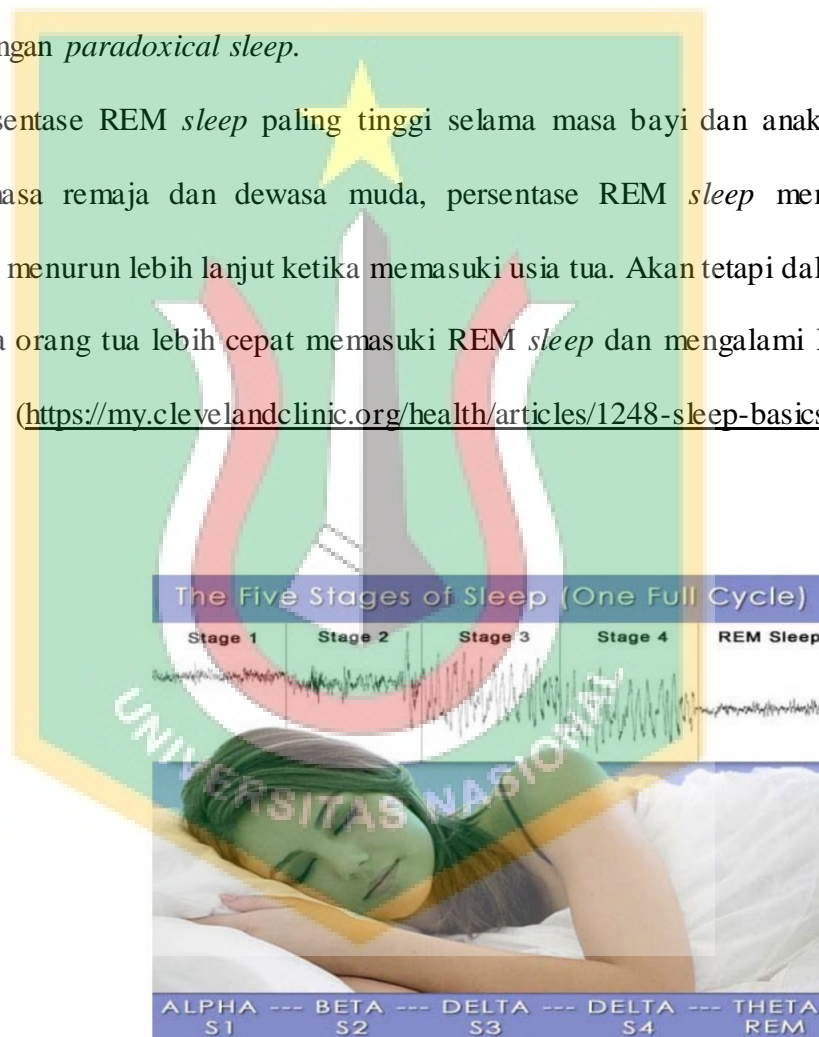 ngan paradoxical sleep.
sentase REM sleep paling tinggi selama masa bayi dan anak
nasa remaja dan dewasa muda, persentase REM sleep men
menurun lebih lanjut ketika memasuki usia tua. Akan tetapi dal
a orang tua lebih cepat memasuki REM sleep dan mengalami
(https://my.clevelandclinic.org/health/articles/1248-sleep-basics
The Five Stages of Sleep (One Full Cycle)
Stage 1 Stage 2 Stage 3 Stage 4 REM Sleep
UNIVERSITAS NASIONAL
ALPHA --- BETA --- DELTA --- DELTA --- THETA
S1 S2 S3 S4 REM